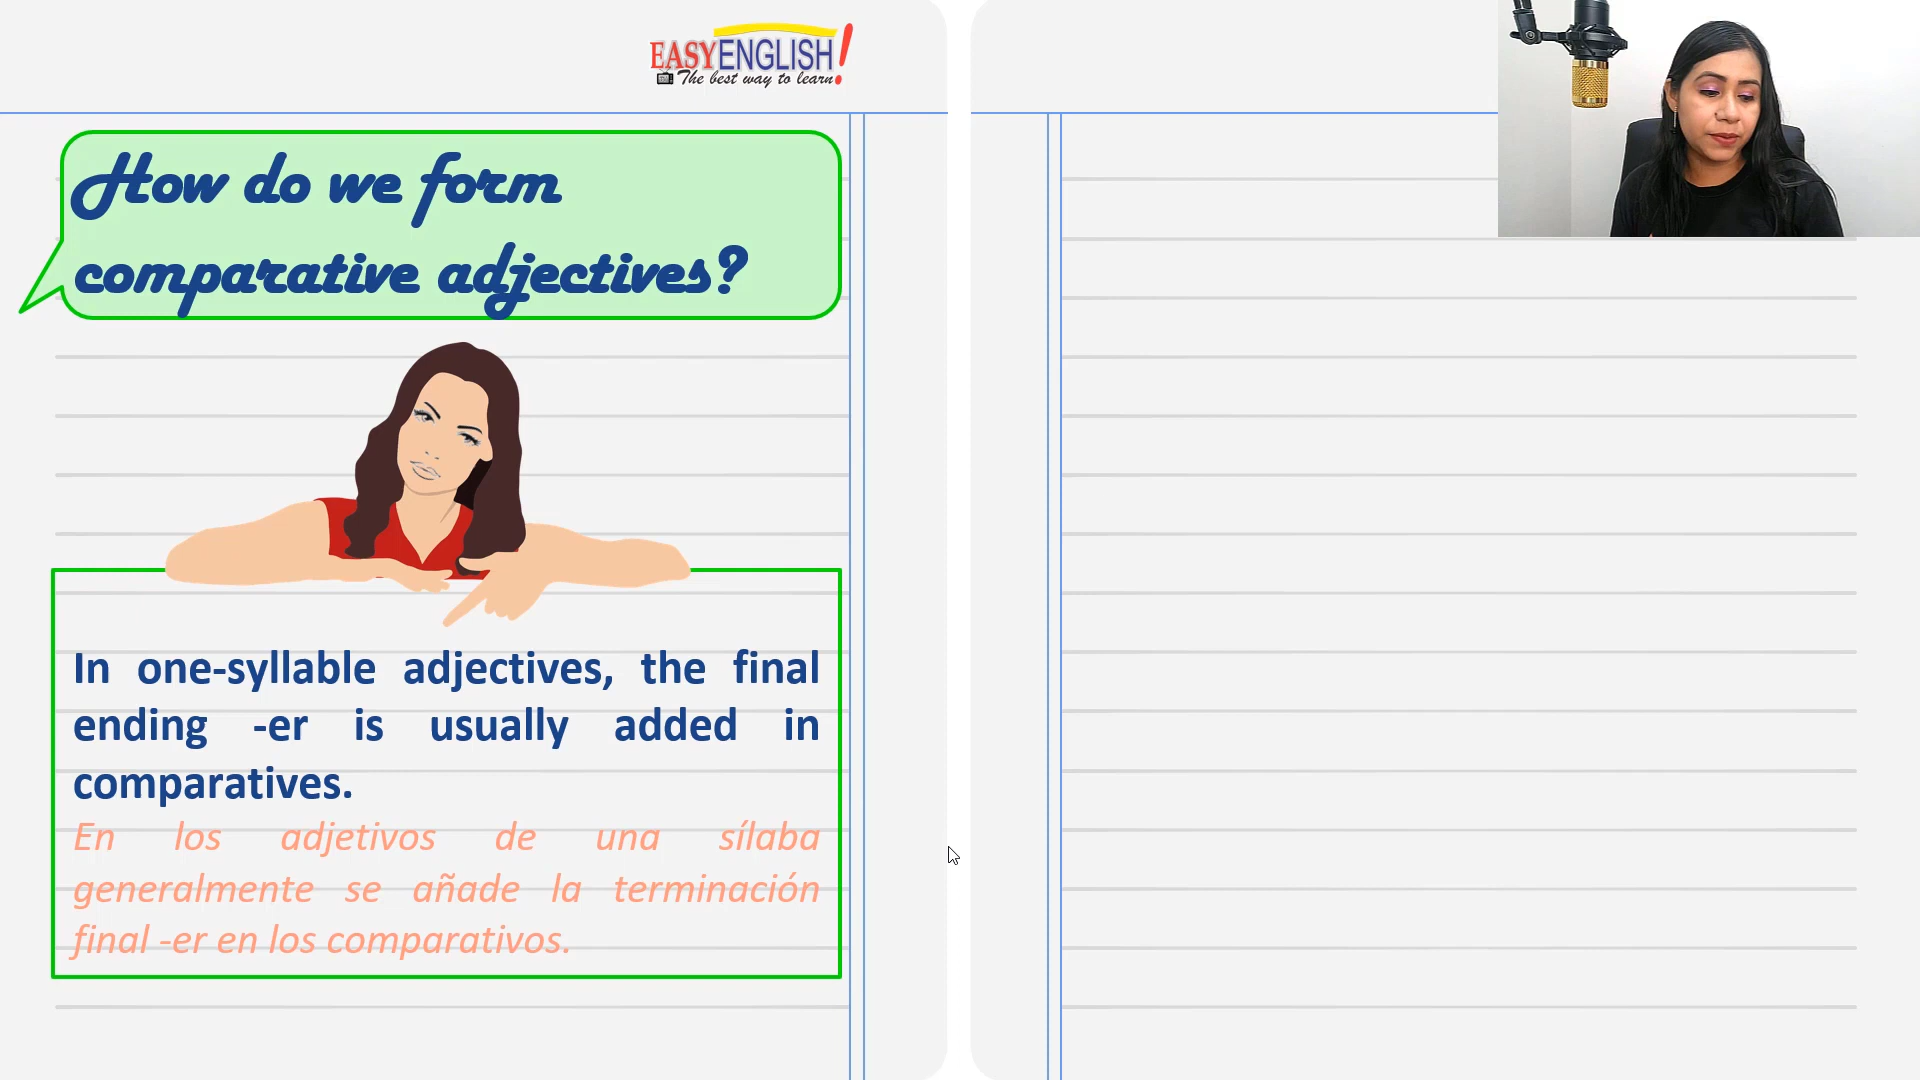 EASYENGLISH!
The best way to learn!
How do we form
comparative adjectives?
In one-syllable adjectives, the final
ending -er is usually added in
comparatives.
En los adjetivos de una sílaba
generalmente se añade la terminación
final -er en los comparativos.